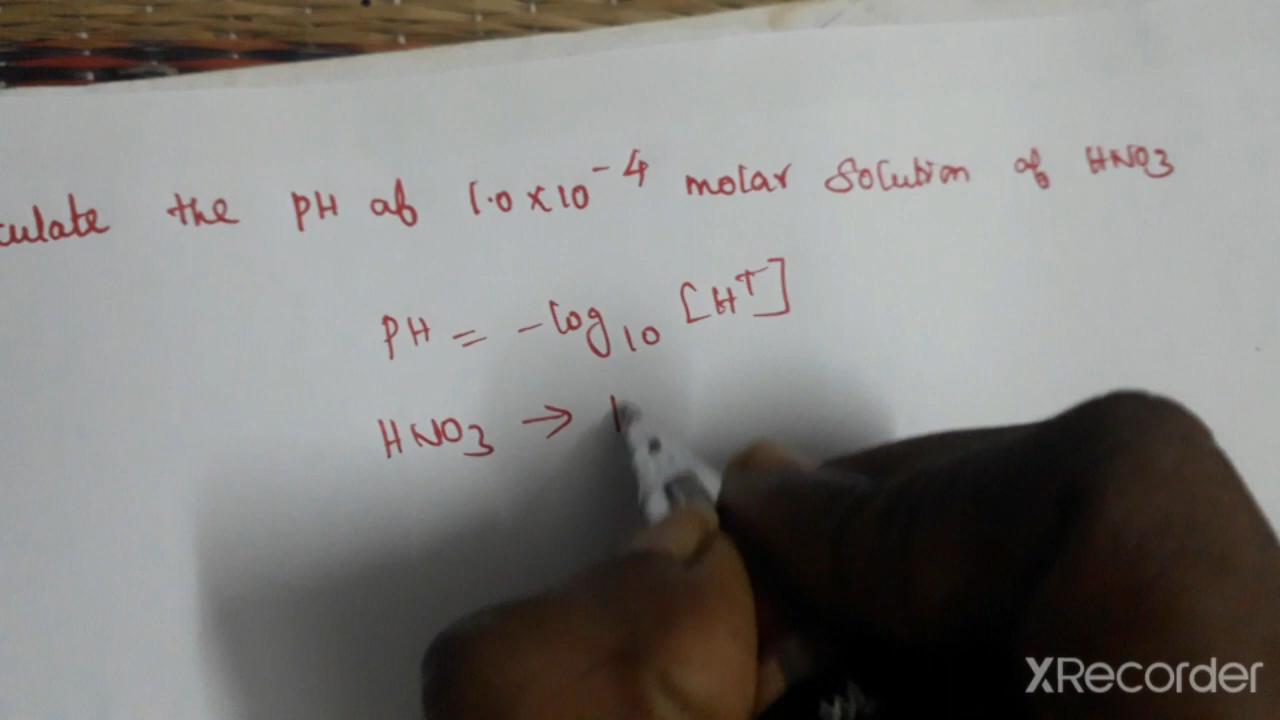 culate the PH of 1.0 x 10⁻⁴ molar solution of HNO3
PH = -log10 [H⁺]
HNO3 →
XRecorder